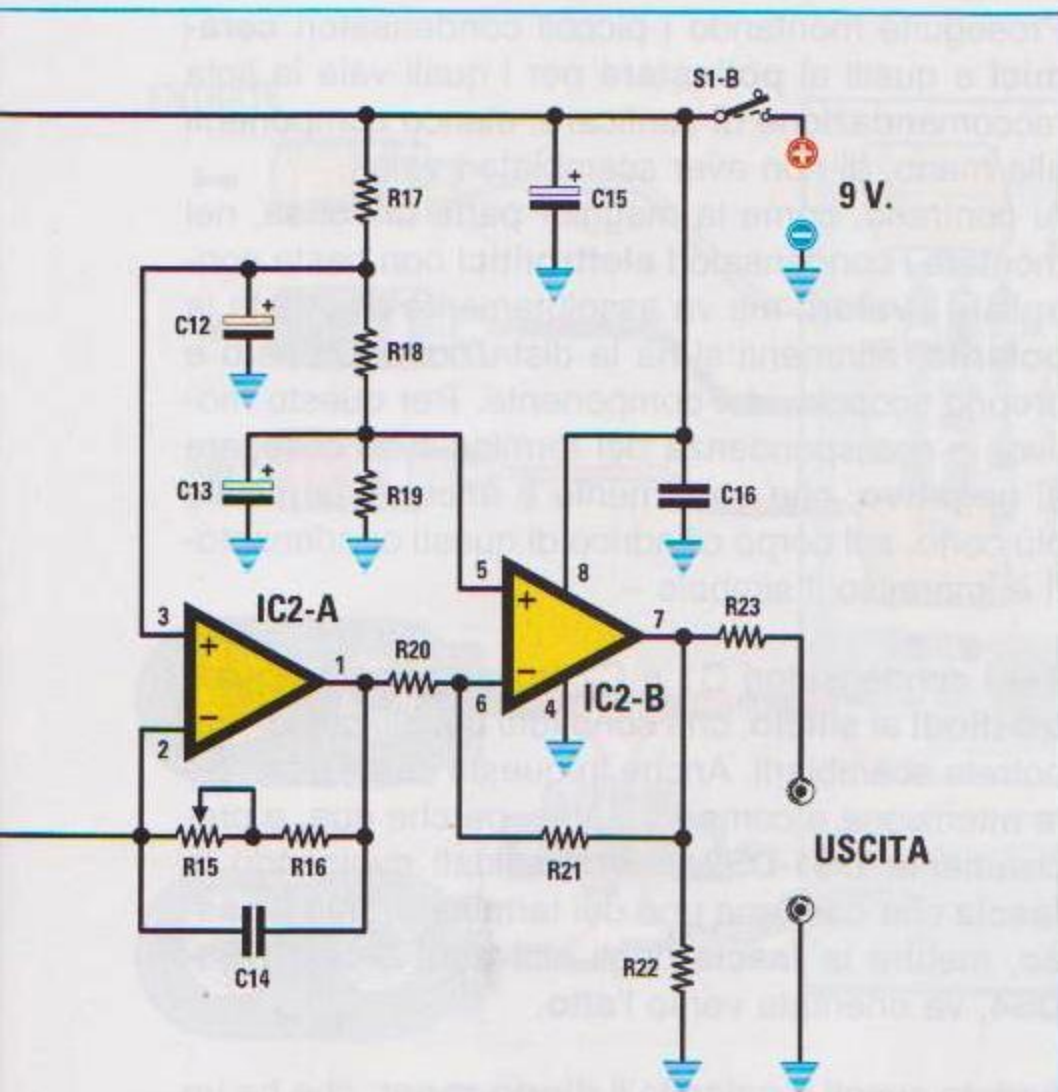 S1-B
R17
C15
9 V.
C12
R18
C13
R19
C16
IC2-A
3
+
1
R20
5
+
8
7
R23
6
4
IC2-B
2
R15
R16
R21
USCITA
C14
R22